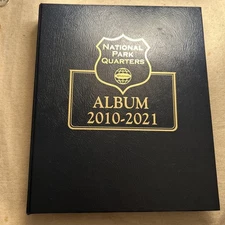 NATIONAL
PARK
QUARTERS
ALBUM
2010-2021